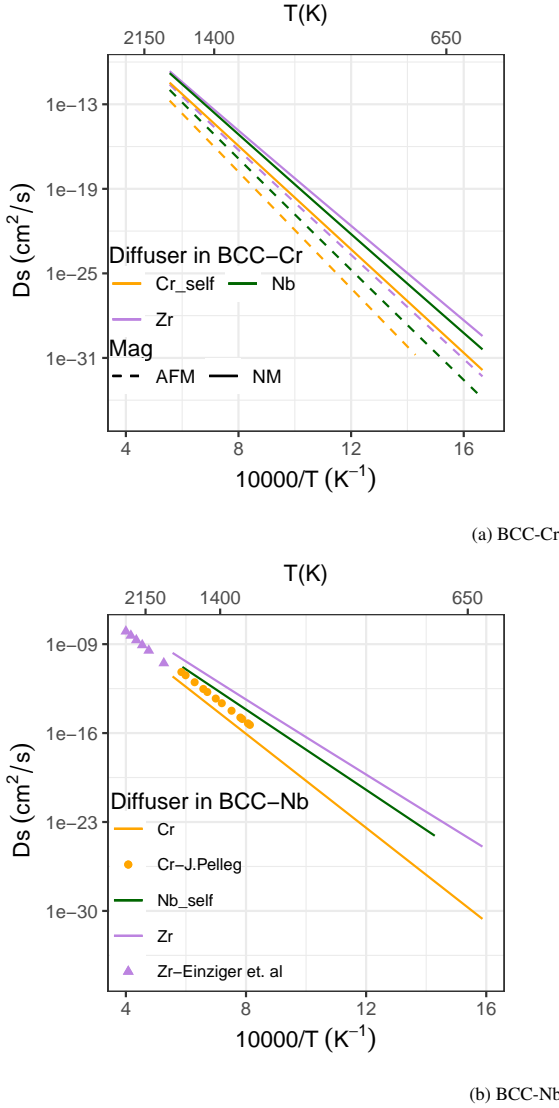 T(K)
2150 1400 650
1e−13
1e−19
1e−25
1e−31
Ds (cm²/s)
Diffuser in BCC−Cr
Cr_self Nb
Zr
Mag
AFM NM
4 8 12 16
10000/T (K⁻¹)
(a) BCC-Cr
T(K)
2150 1400 650
1e−09
1e−16
1e−23
1e−30
Ds (cm²/s)
Diffuser in BCC−Nb
Cr
Cr−J.Pelleg
Nb_self
Zr
Zr−Einziger et. al
4 8 12 16
10000/T (K⁻¹)
(b) BCC-Nb